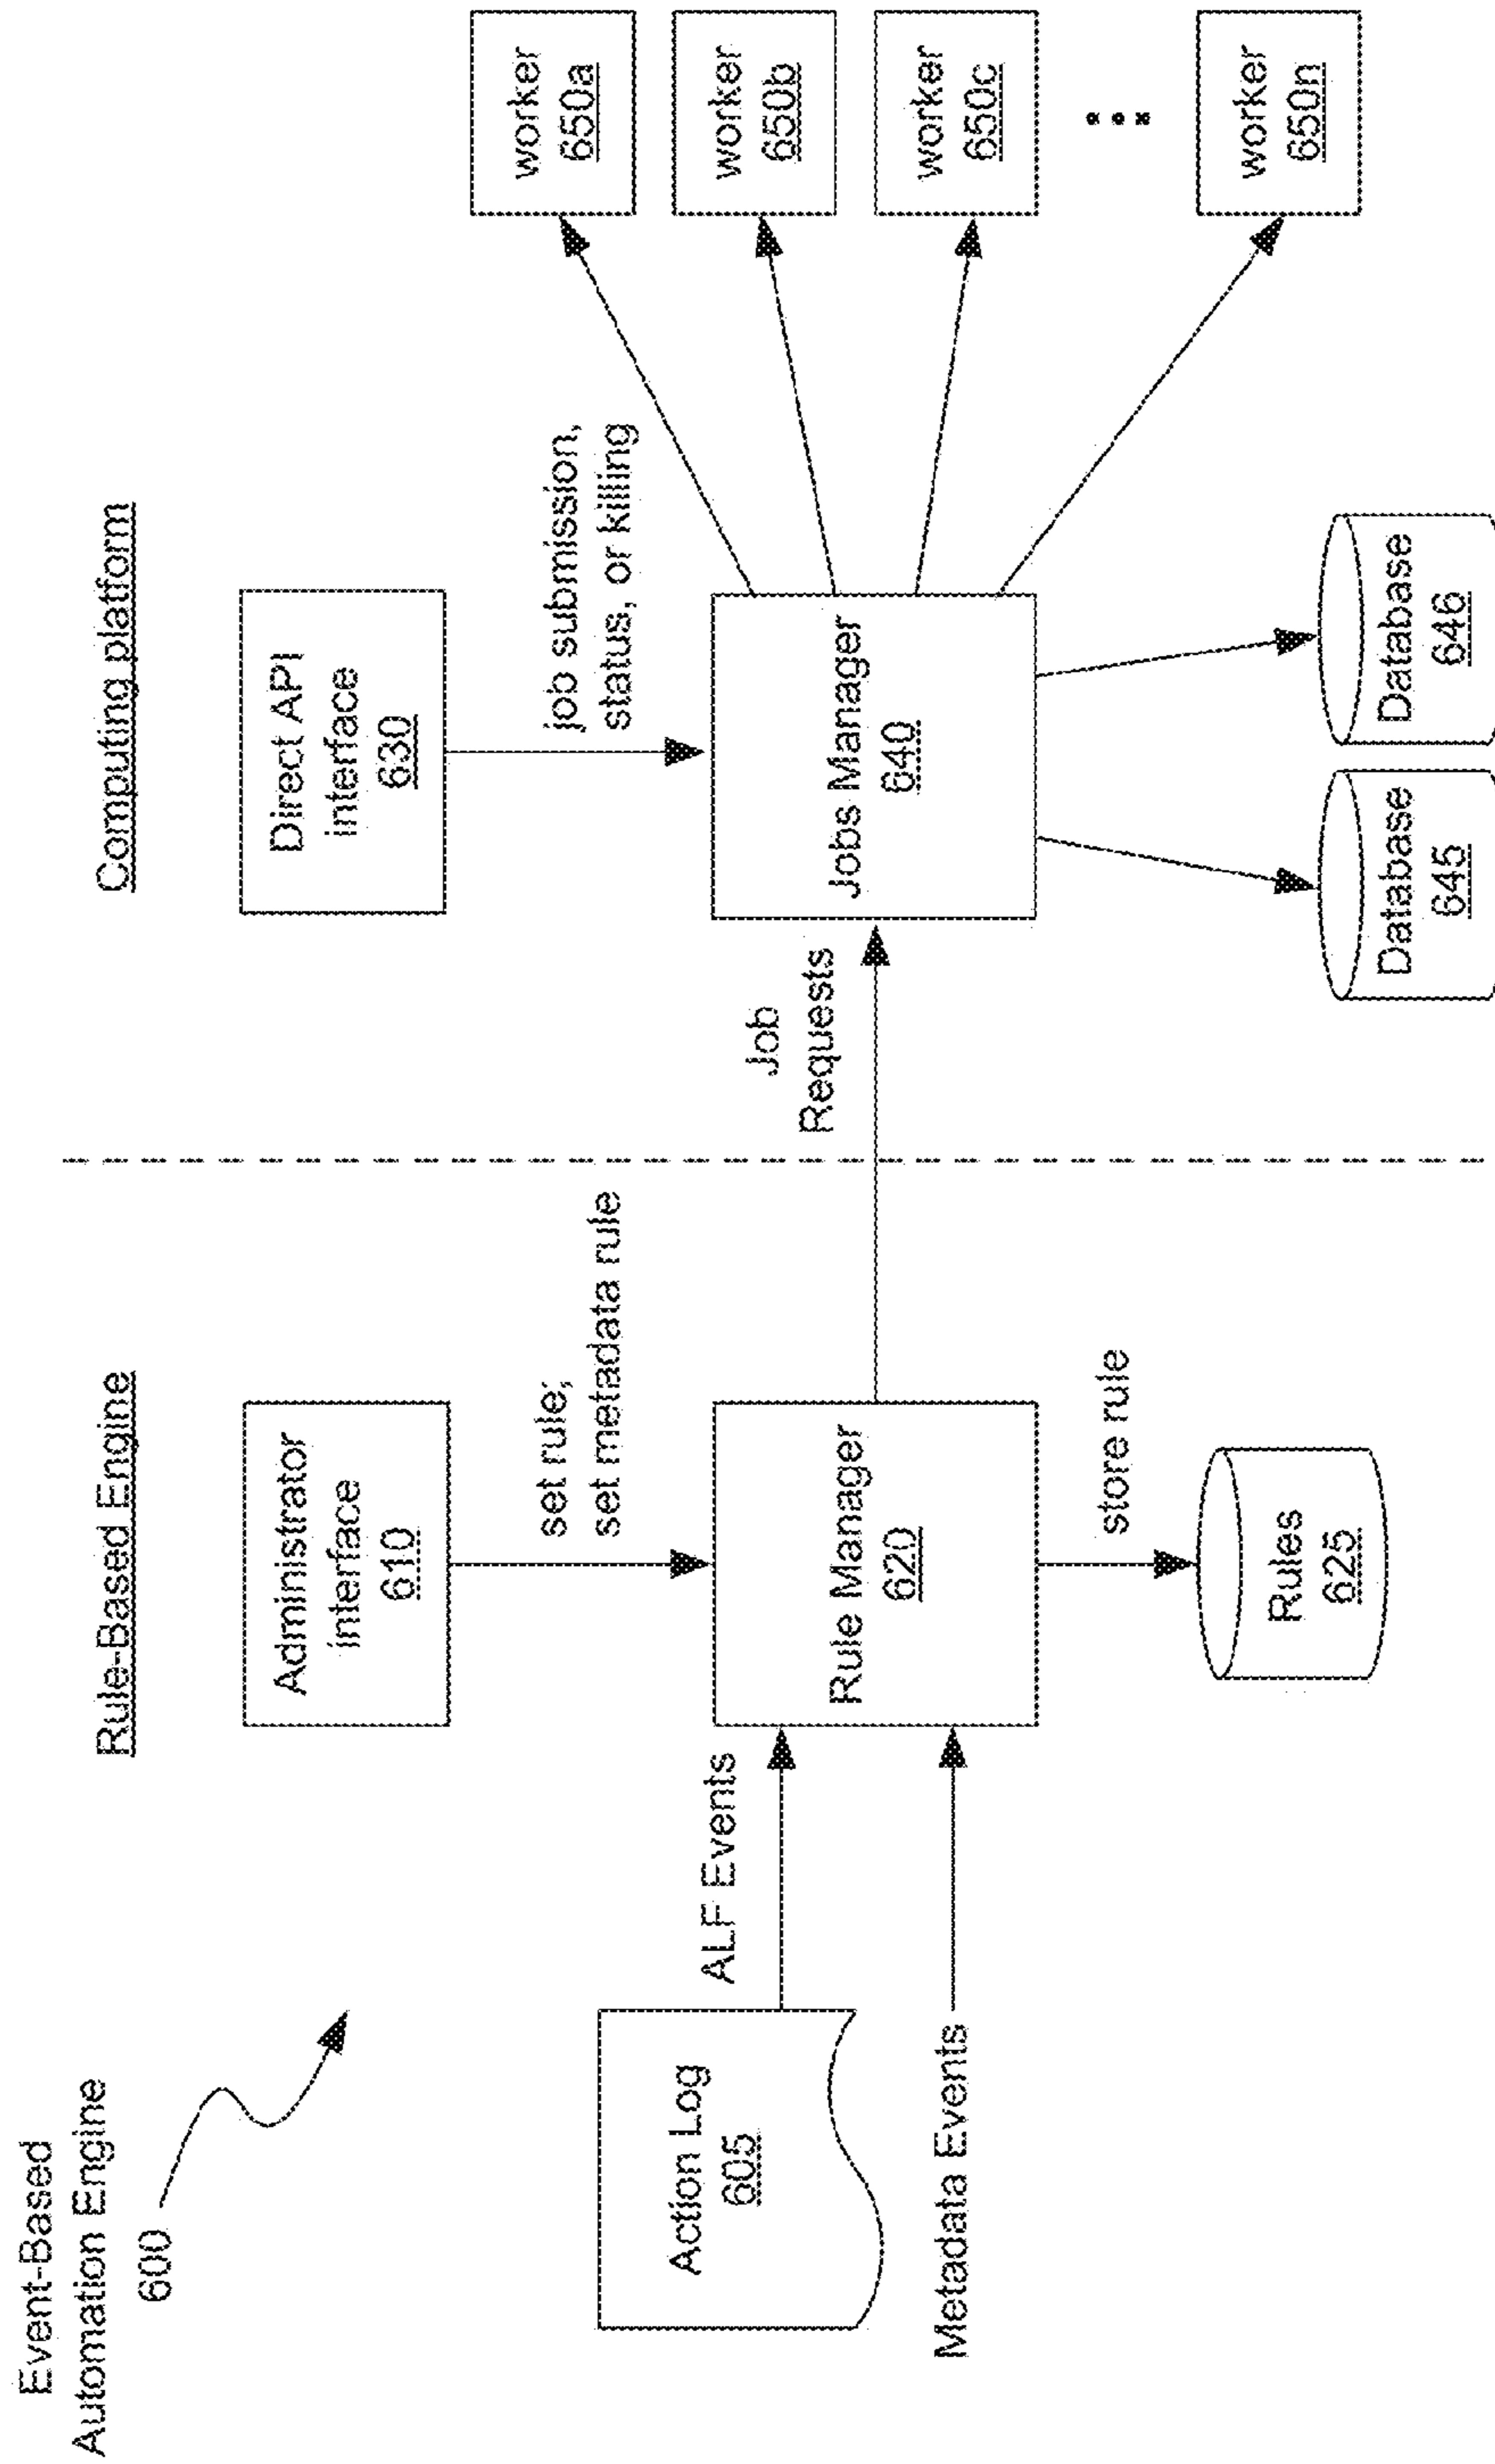 Event-Based
Automation Engine
600
Rule-Based Engine
Computing platform
Administrator
interface
610
Direct API
interface
630
set rule;
set metadata rule
job submission,
status, or killing
Action Log
605
ALF Events
Metadata Events
Rule Manager
620
Job
Requests
Jobs Manager
640
store rule
Rules
625
Database
645
Database
646
worker
650a
worker
650b
worker
650c
worker
650n